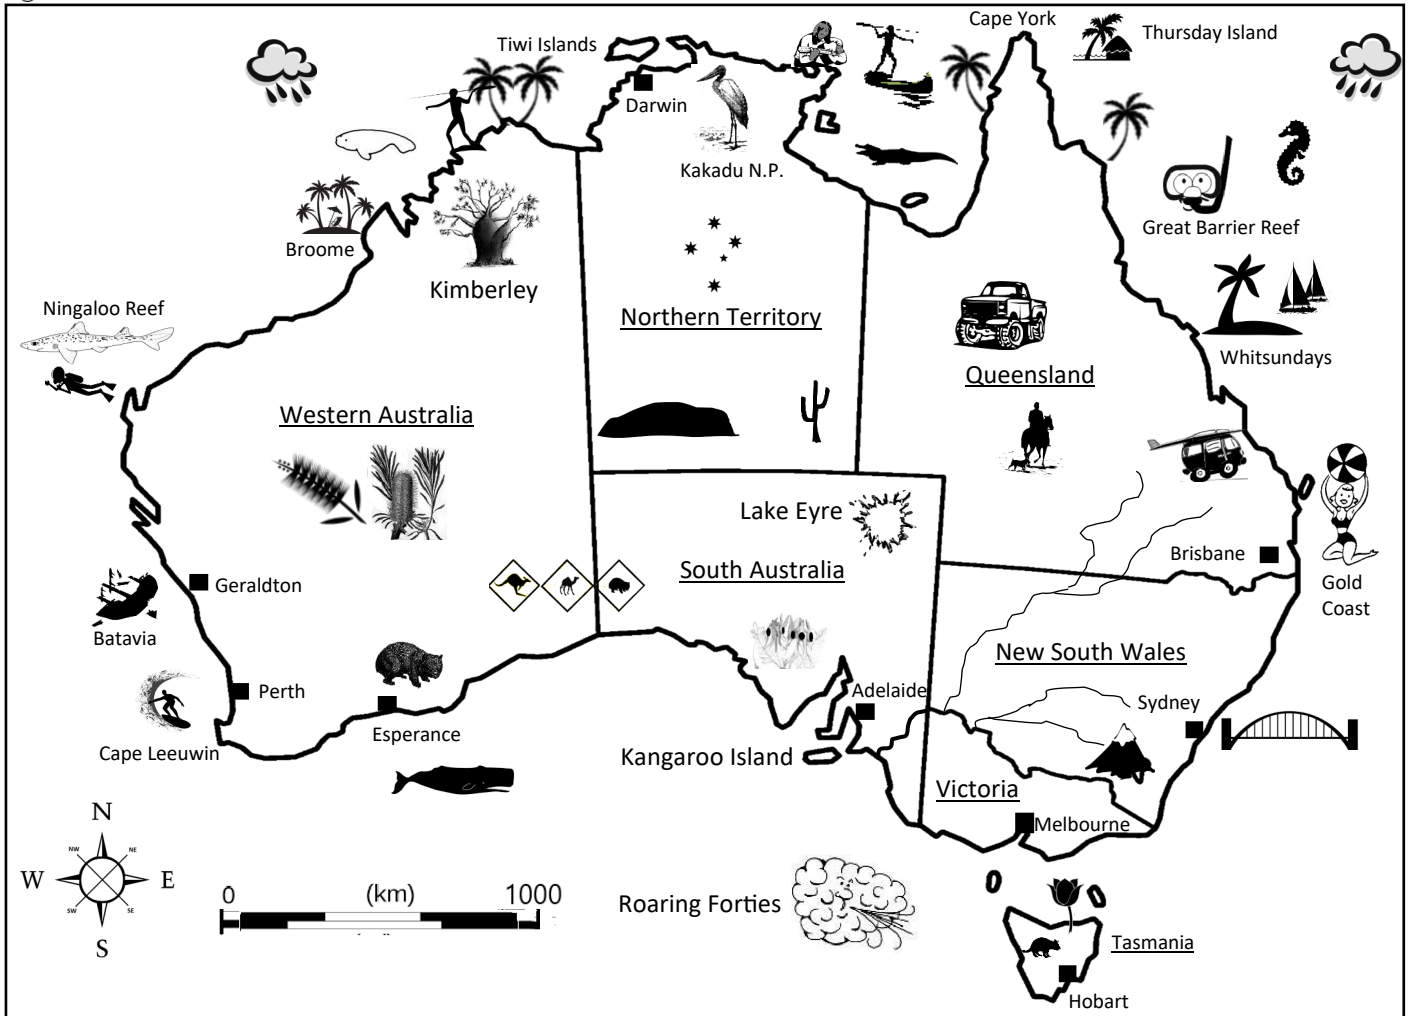 Cape York
Thursday Island
Tiwi Islands
Darwin
Kakadu N.P.
Great Barrier Reef
Broome
Kimberley
Ningaloo Reef
Northern Territory
Whitsundays
Queensland
Western Australia
Lake Eyre
South Australia
Brisbane
Gold
Coast
Geraldton
Batavia
New South Wales
Perth
Adelaide
Sydney
Esperance
Cape Leeuwin
Kangaroo Island
Victoria
Melbourne
N
NW
NE
W
E
SW
SE
S
0
(km)
1000
Roaring Forties
Tasmania
Hobart